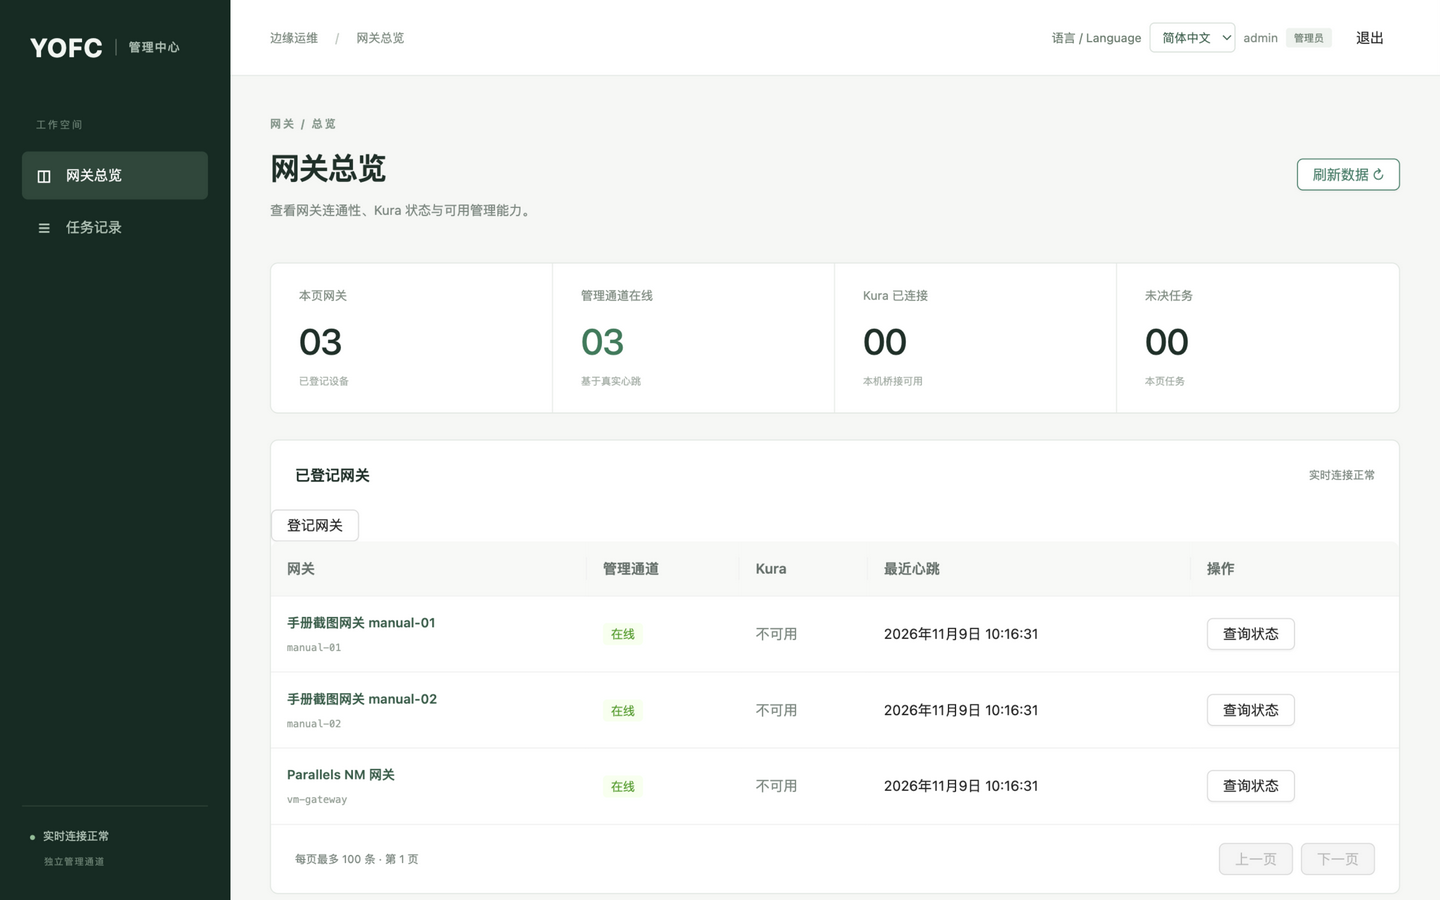 YOFC 管理中心
工作空间
网关总览
任务记录
实时连接正常
独立管理通道
边缘运维 / 网关总览
语言 / Language 简体中文 admin 管理员 退出
网关 / 总览
网关总览
查看网关连通性、Kura 状态与可用管理能力。
刷新数据
本页网关
03
已登记设备
管理通道在线
03
基于真实心跳
Kura 已连接
00
本机桥接可用
未决任务
00
本页任务
已登记网关
实时连接正常
登记网关
网关 管理通道 Kura 最近心跳 操作
手册截图网关 manual-01
manual-01
在线 不可用 2026年11月9日 10:16:31 查询状态
手册截图网关 manual-02
manual-02
在线 不可用 2026年11月9日 10:16:31 查询状态
Parallels NM 网关
vm-gateway
在线 不可用 2026年11月9日 10:16:31 查询状态
每页最多 100 条 · 第 1 页
上一页 下一页